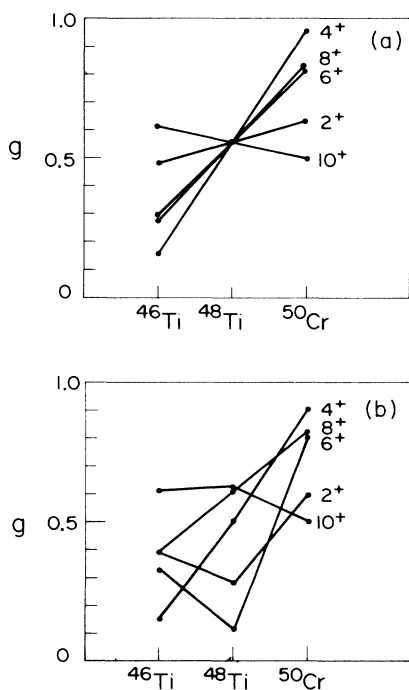 1.0
4⁺
(a)
8⁺
6⁺
2⁺
g
0.5
10⁺
0
⁴⁶Ti
⁴⁸Ti
⁵⁰Cr
1.0
4⁺
(b)
8⁺
6⁺
2⁺
g
0.5
10⁺
0
⁴⁶Ti
⁴⁸Ti
⁵⁰Cr